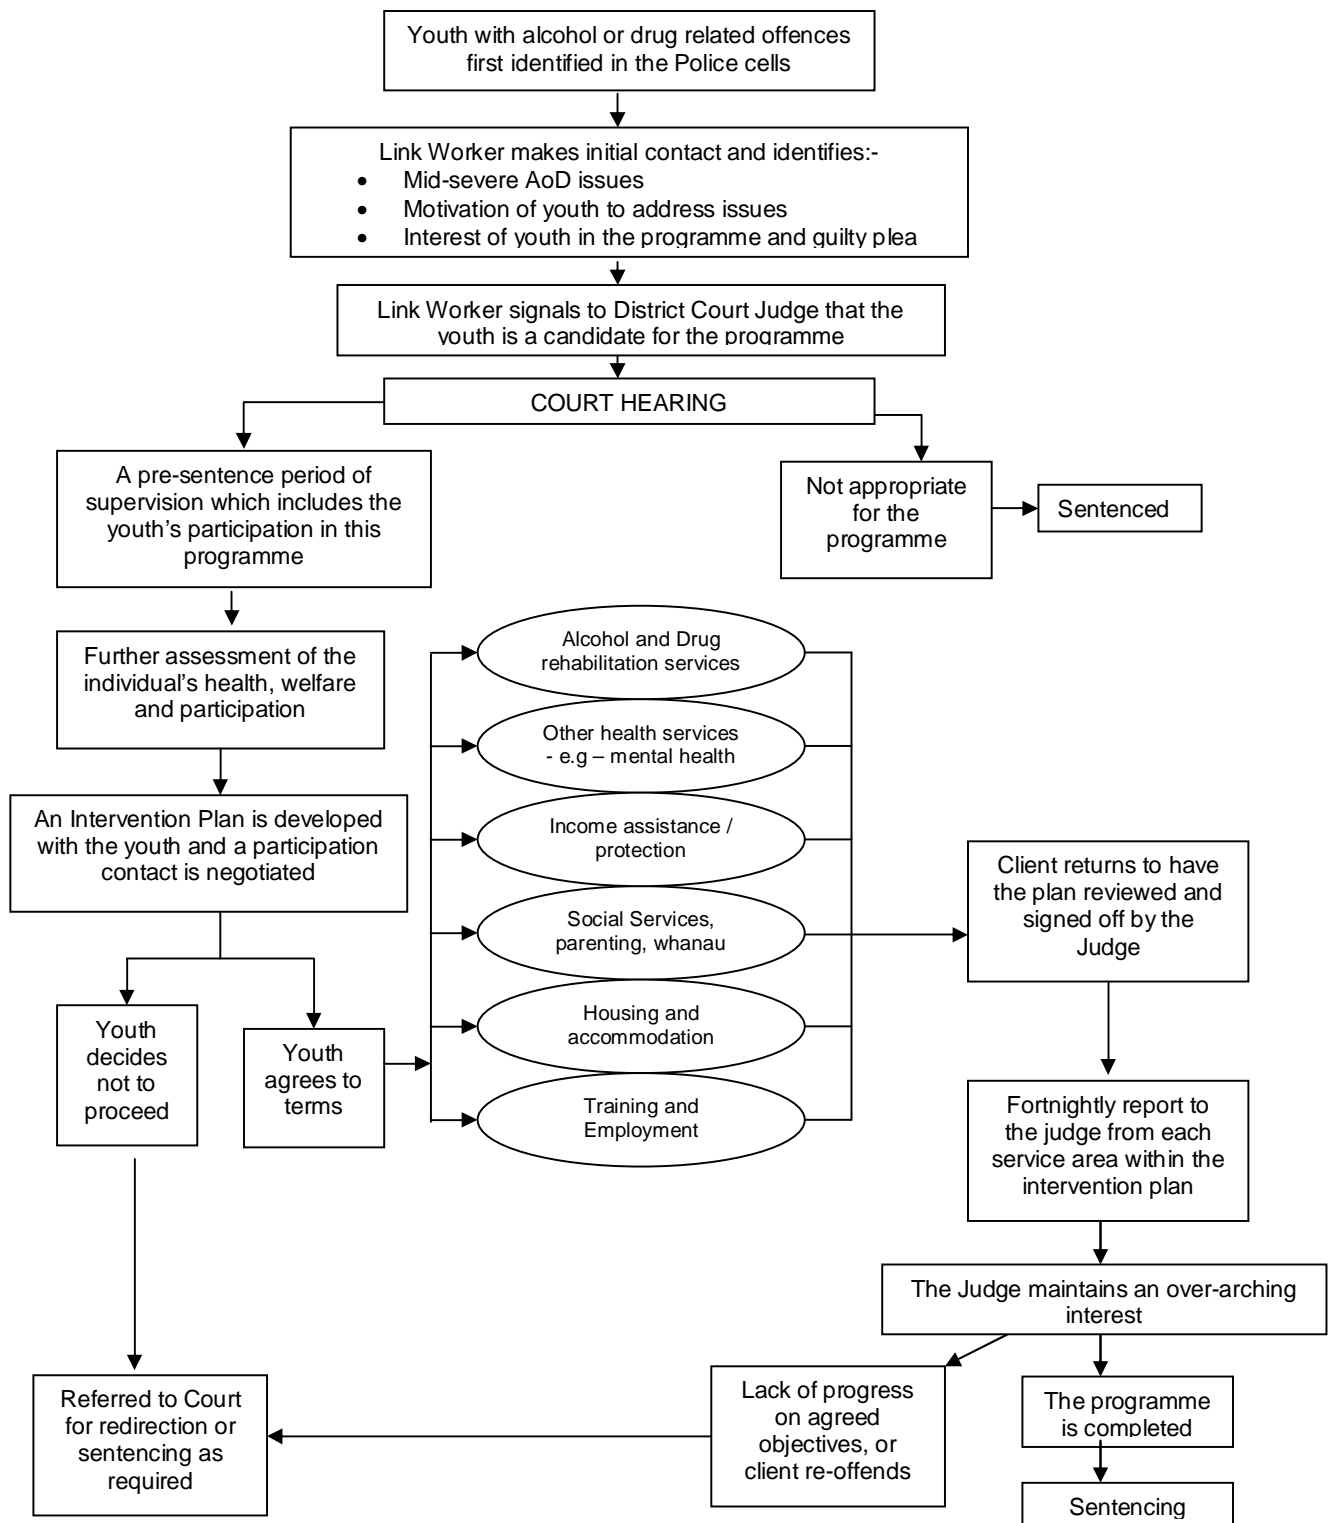 Youth with alcohol or drug related offences
first identified in the Police cells
Link Worker makes initial contact and identifies:-
• Mid-severe AoD issues
• Motivation of youth to address issues
• Interest of youth in the programme and guilty plea
Link Worker signals to District Court Judge that the
youth is a candidate for the programme
COURT HEARING
A pre-sentence period of
supervision which includes the
youth’s participation in this
programme
Not appropriate
for the
programme
Sentenced
Further assessment of the
individual’s health, welfare
and participation
An Intervention Plan is developed
with the youth and a participation
contact is negotiated
Youth
decides
not to
proceed
Youth
agrees to
terms
Alcohol and Drug
rehabilitation services
Other health services
- e.g – mental health
Income assistance /
protection
Social Services,
parenting, whanau
Housing and
accommodation
Training and
Employment
Client returns to have
the plan reviewed and
signed off by the
Judge
Fortnightly report to
the judge from each
service area within the
intervention plan
The Judge maintains an over-arching
interest
Lack of progress
on agreed
objectives, or
client re-offends
The programme
is completed
Sentencing
Referred to Court
for redirection or
sentencing as
required